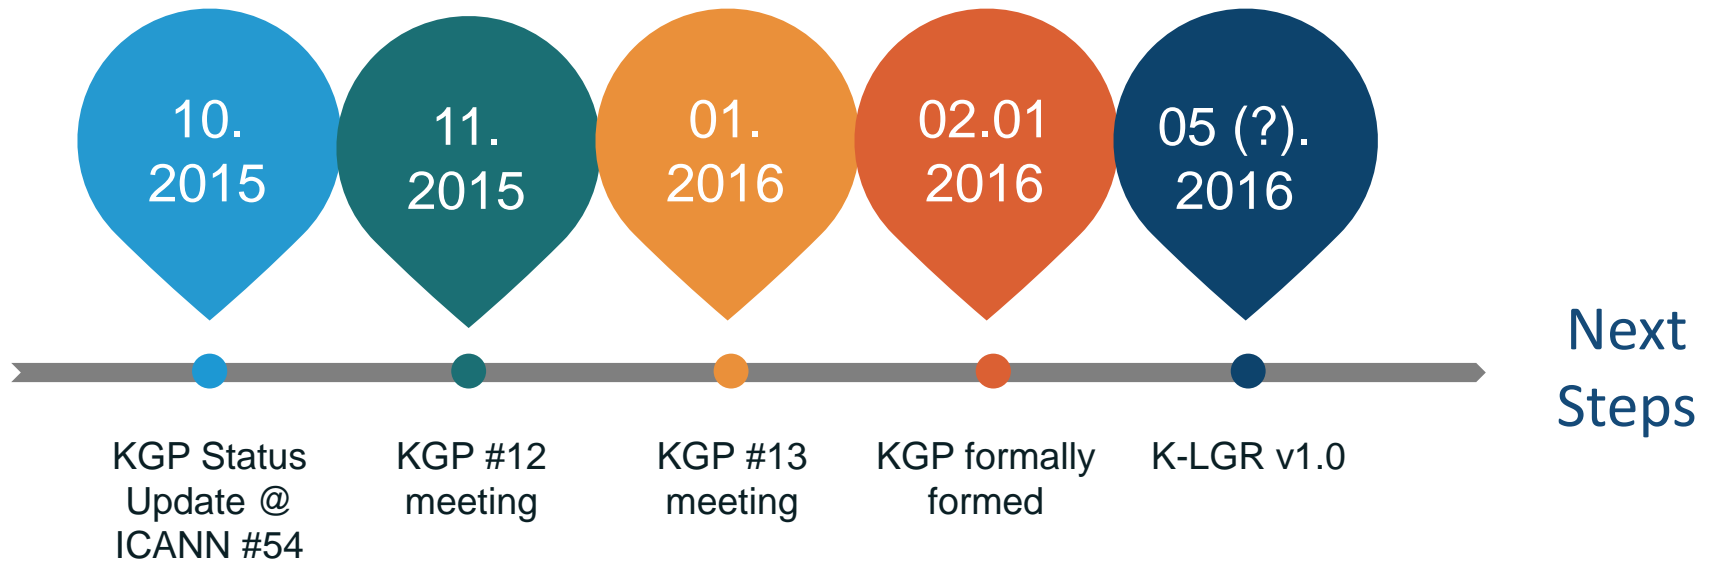 10.
2015
11.
2015
01.
2016
02.01
2016
05 (?).
2016
KGP Status
Update @
ICANN #54
KGP #12
meeting
KGP #13
meeting
KGP formally
formed
K-LGR v1.0
Next
Steps